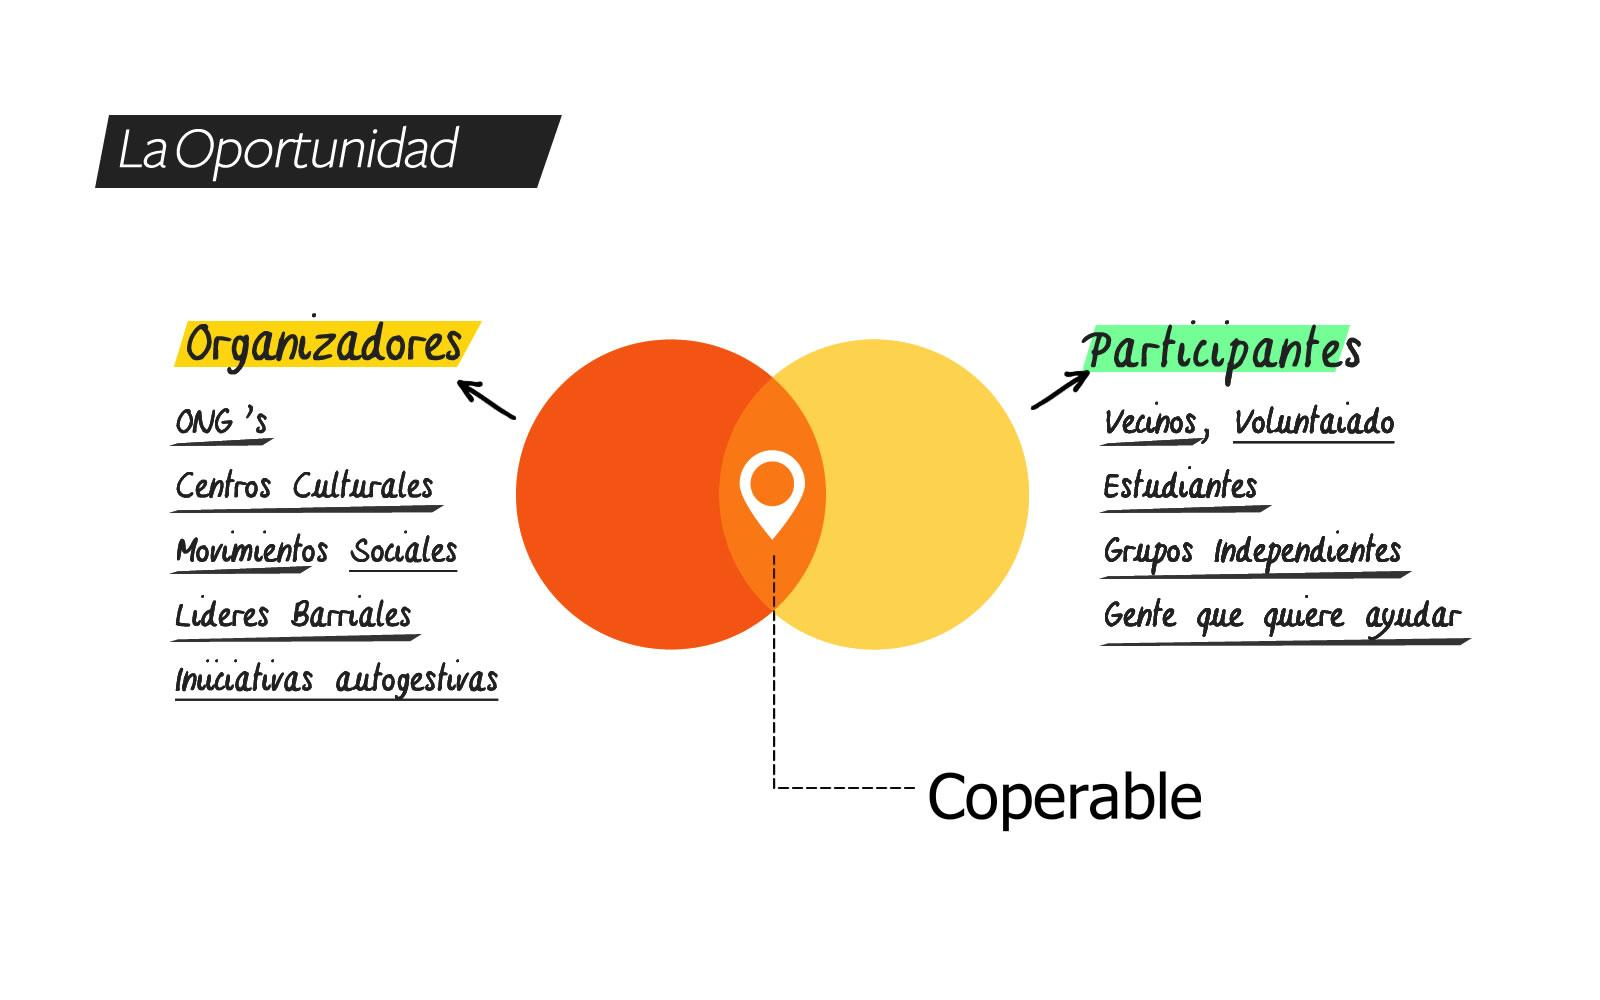 La Oportunidad
Organizadores
ONG's
Centros Culturales
Movimientos Sociales
Lideres Barriales
Iniiciativas autogestivas
Participantes
Vecinos, Voluntaiado
Estudiantes
Grupos Independientes
Gente que quiere ayudar
Coperable